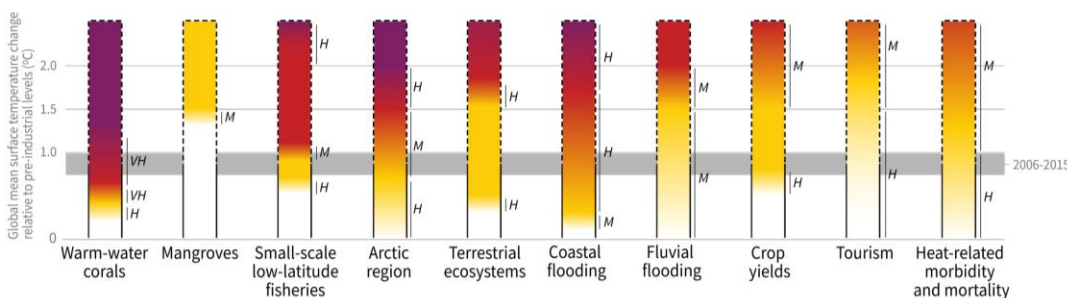 Global mean surface temperature change
relative to pre-industrial levels (ºC)
2.0
1.5
1.0
0
2006-2015
VH
VH
H
M
H
M
H
H
M
H
H
H
H
H
M
M
M
M
H
M
H
M
H
Warm-water
corals
Mangroves
Small-scale
low-latitude
fisheries
Arctic
region
Terrestrial
ecosystems
Coastal
flooding
Fluvial
flooding
Crop
yields
Tourism
Heat-related
morbidity
and mortality